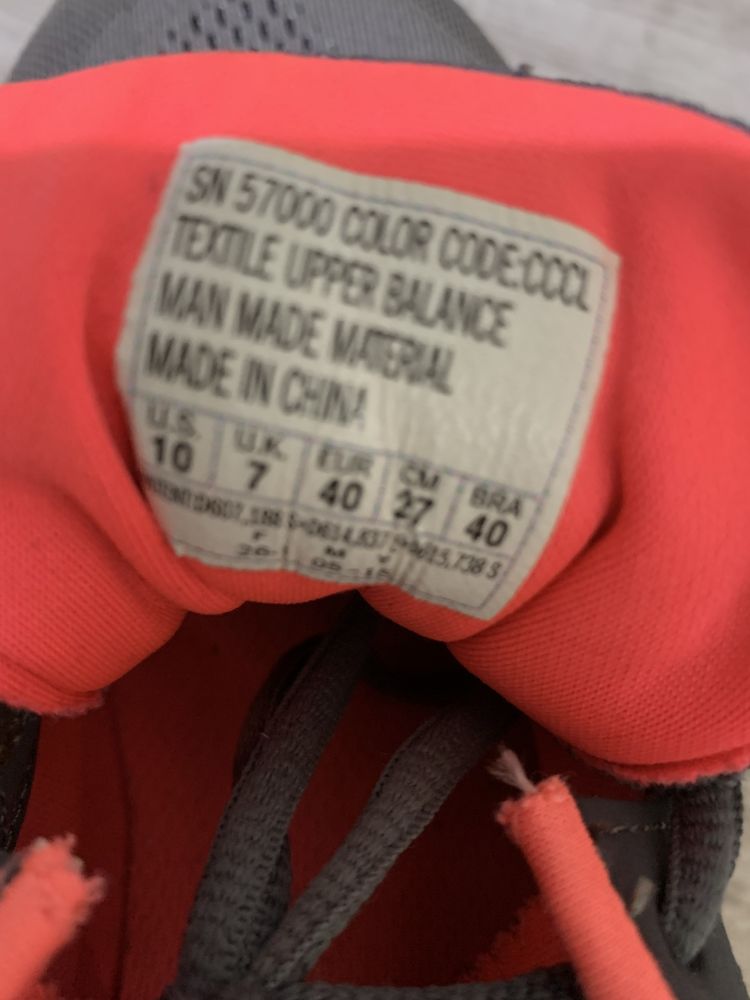 SN 57000 COLOR CODE:CCCL
TEXTILE UPPER BALANCE
MAN MADE MATERIAL
MADE IN CHINA
U.S. U.K. EUR CM BRA
10 7 40 27 40
F M Y